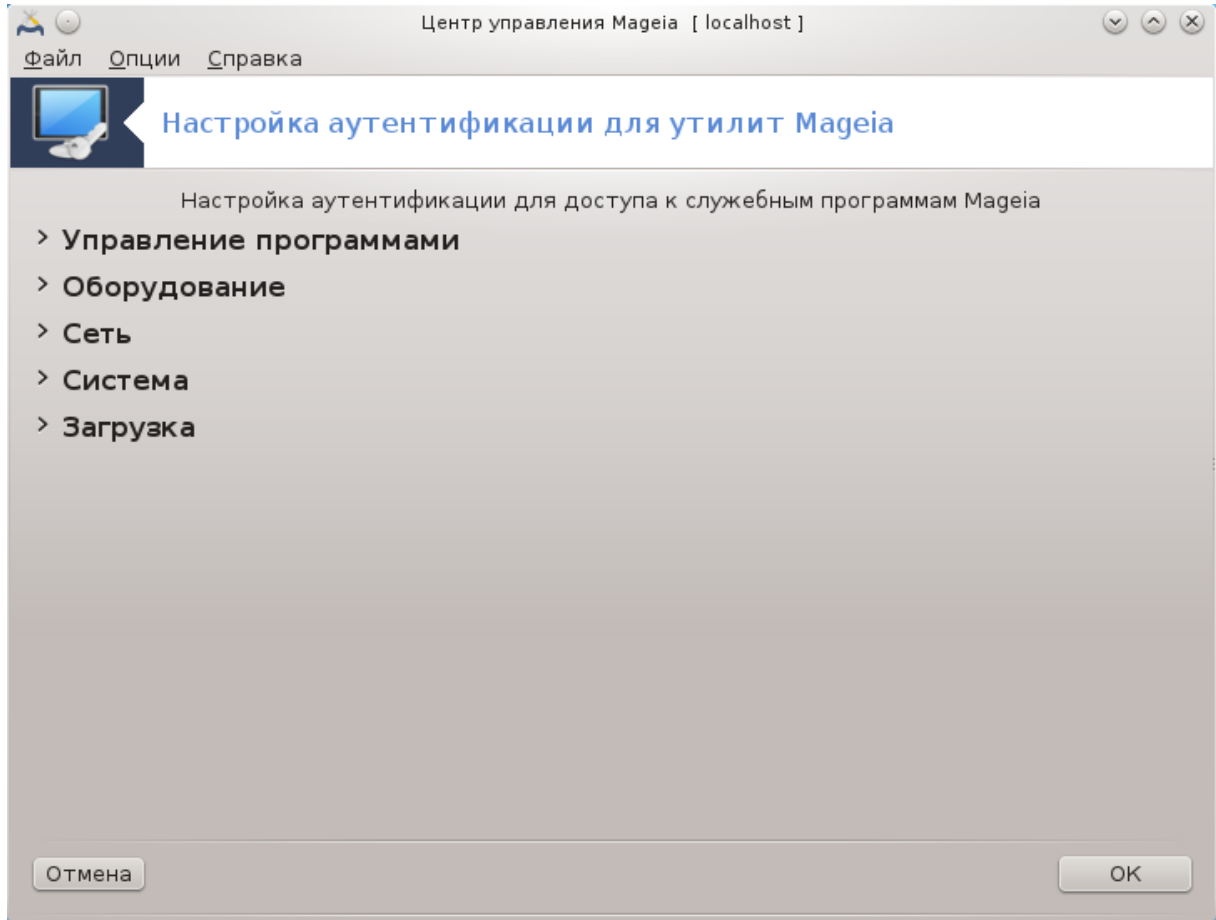 Центр управления Mageia [ localhost ]
Файл Опции Справка
Настройка аутентификации для утилит Mageia
Настройка аутентификации для доступа к служебным программам Mageia
Управление программами
Оборудование
Сеть
Система
Загрузка
Отмена OK